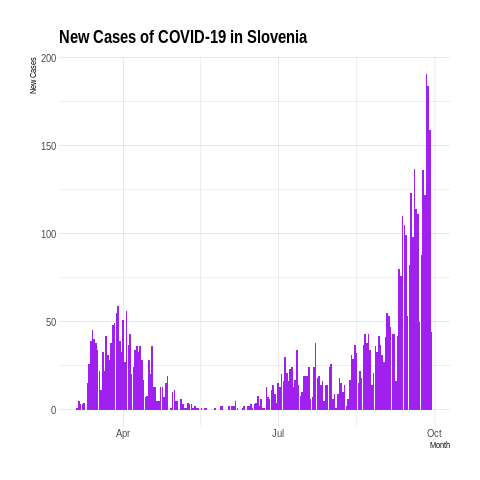 New Cases of COVID-19 in Slovenia
New Cases
200
150
100
50
0
Apr
Jul
Oct
Month